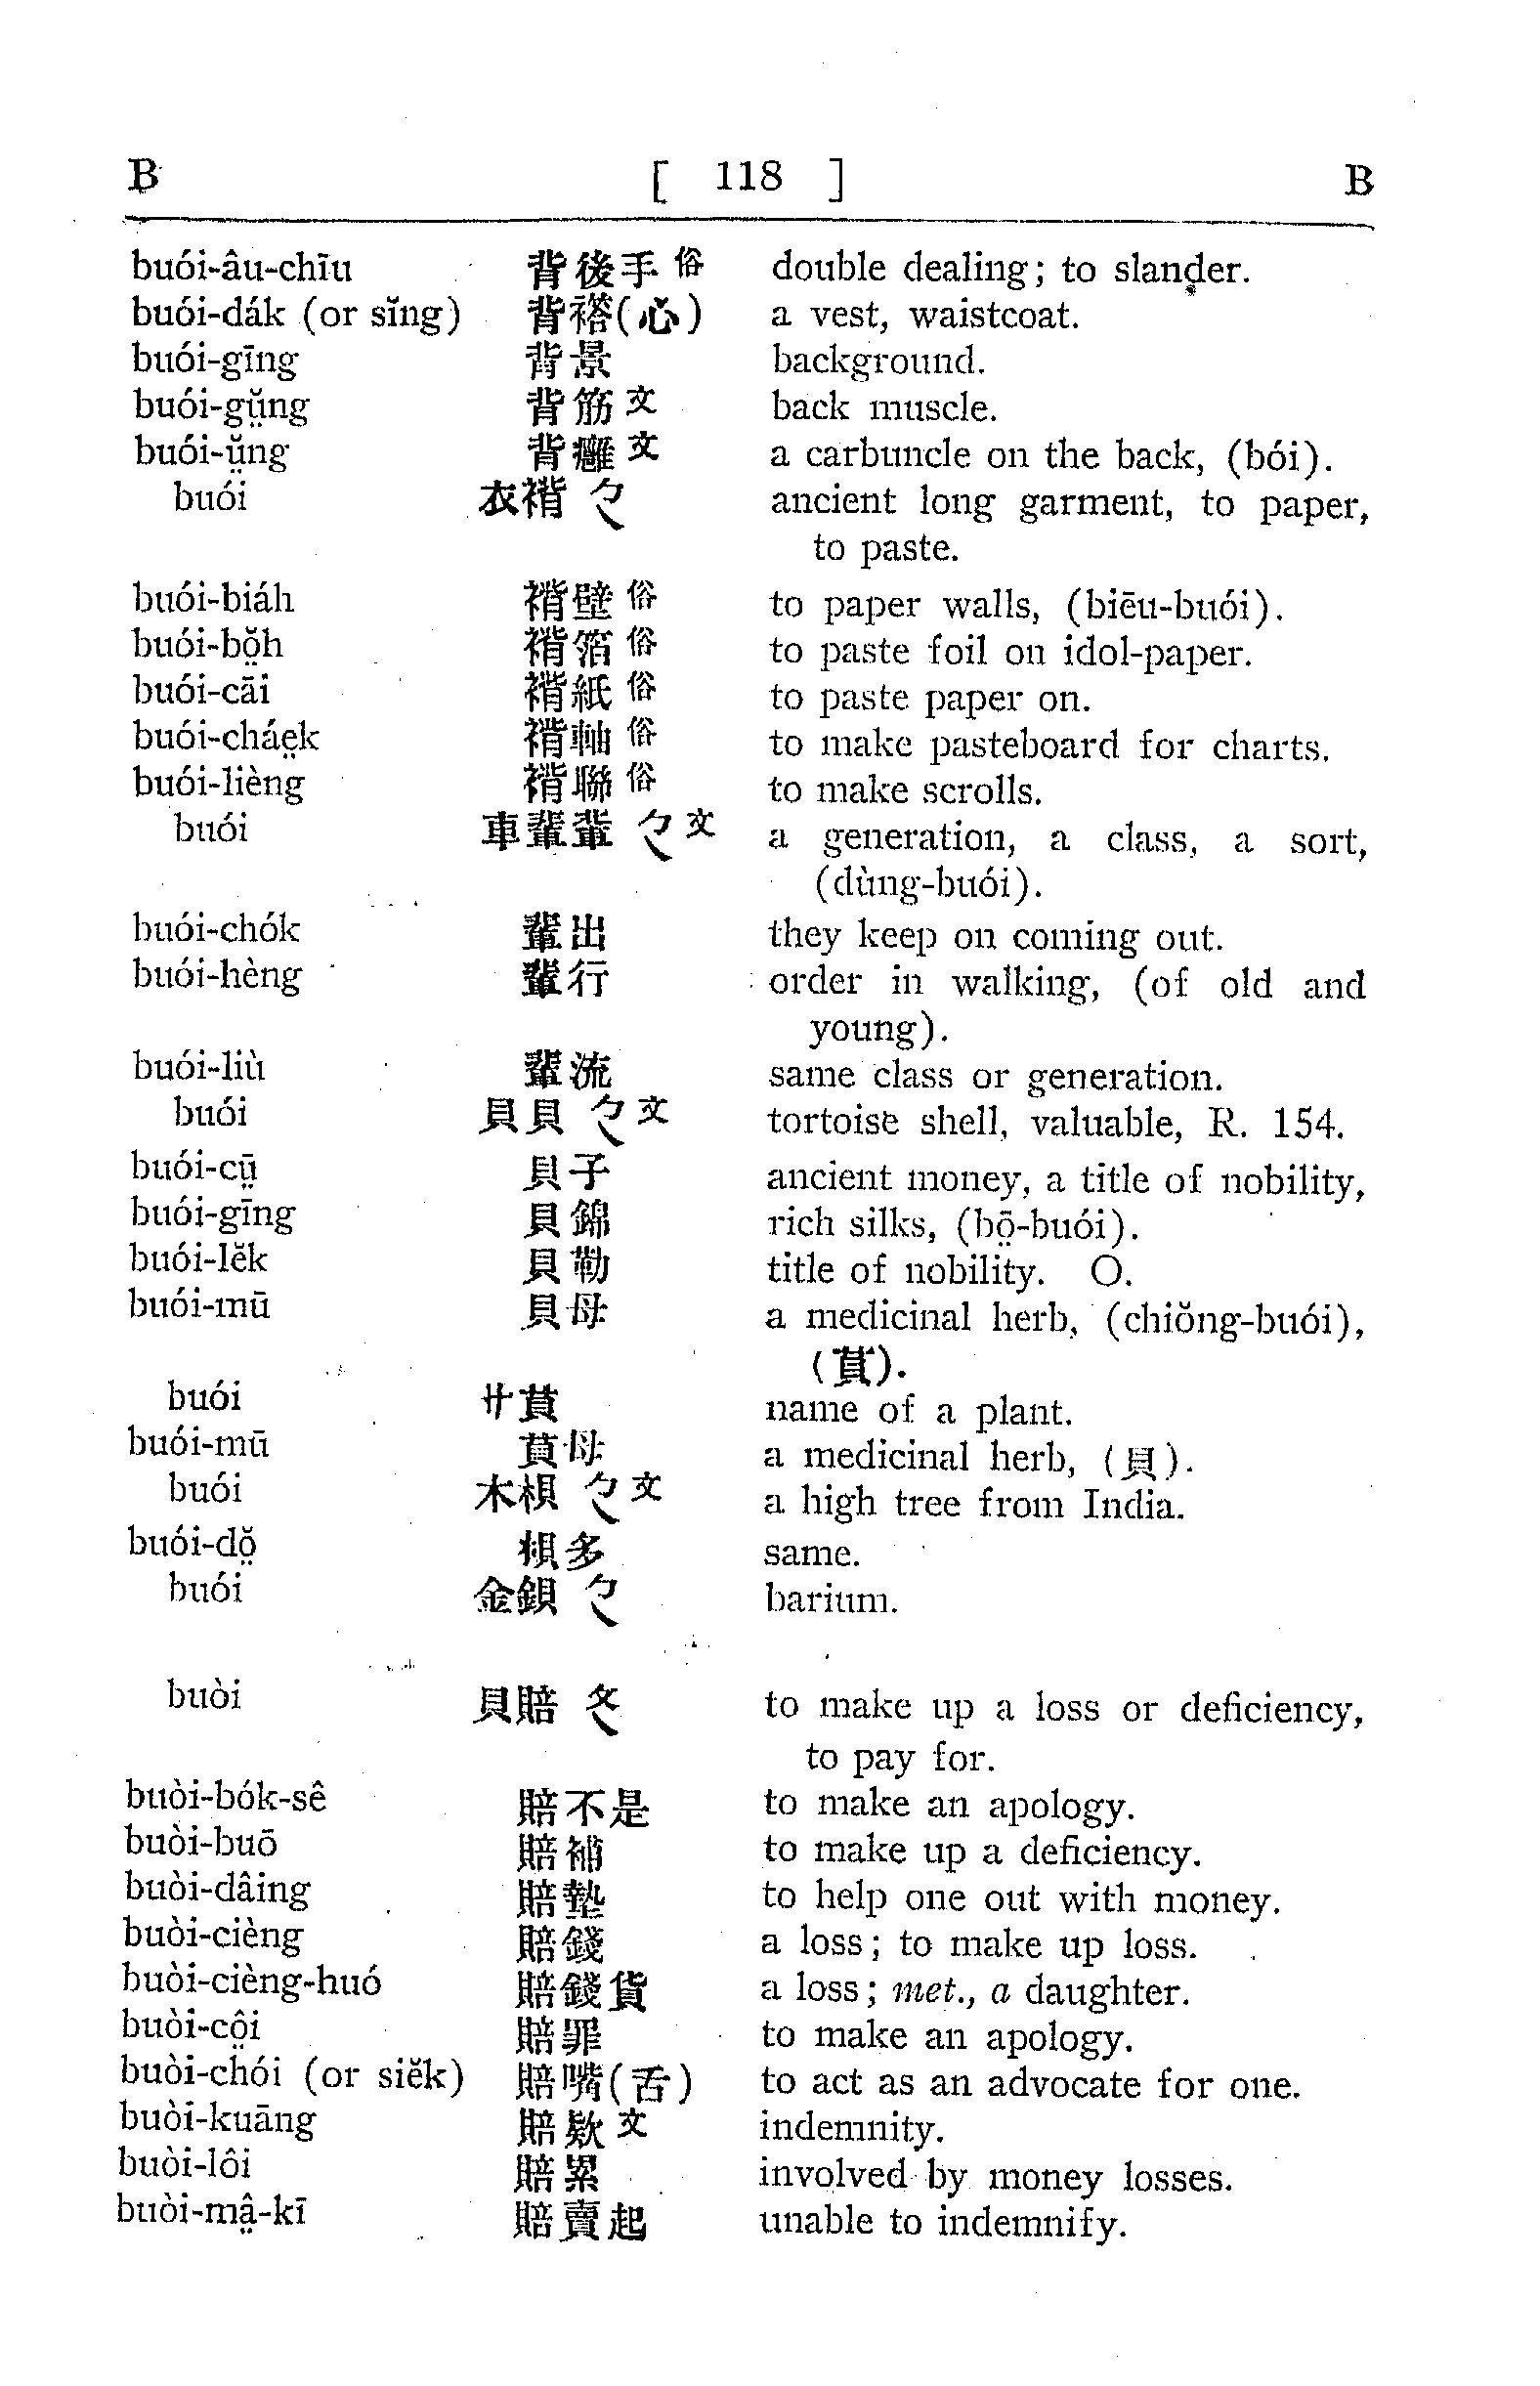 B [ 118 ] B
buói-âu-chīu 背後手 俗 double dealing; to slander.
buói-dák (or sĭng) 背褡(心) a vest, waistcoat.
buói-gīng 背景 background.
buói-gṳ̆ng 背筋 文 back muscle.
buói-ṳ̆ng 背癰 文 a carbuncle on the back, (bói).
buói 衣褙 ㄅㄟ ancient long garment, to paper,
to paste.
buói-biáh 褙壁 俗 to paper walls, (biēu-buói).
buói-bŏ̤h 褙箔 俗 to paste foil on idol-paper.
buói-cāi 褙紙 俗 to paste paper on.
buói-cháe̤k 褙軸 俗 to make pasteboard for charts.
buói-lièng 褙聯 俗 to make scrolls.
buói 車輩輩 ㄅㄟ 文 a generation, a class, a sort,
(dùng-buói).
buói-chók 輩出 they keep on coming out.
buói-hèng 輩行 order in walking, (of old and
young).
buói-liù 輩流 same class or generation.
buói 貝貝 ㄅㄟ 文 tortoise shell, valuable, R. 154.
buói-cṳ̄ 貝子 ancient money, a title of nobility,
buói-gīng 貝錦 rich silks, (bō̤-buói).
buói-lĕk 貝勒 title of nobility. O.
buói-mū 貝母 a medicinal herb, (chiŏng-buói),
(萯).
buói 艹萯 name of a plant.
buói-mū 萯母 a medicinal herb, (貝).
buói 木梖 ㄅㄟ 文 a high tree from India.
buói-dŏ̤ 梖多 same.
buói 金鋇 ㄅㄟ barium.
buòi 貝賠 ㄆㄟ to make up a loss or deficiency,
to pay for.
buòi-bók-sê 賠不是 to make an apology.
buòi-buō 賠補 to make up a deficiency.
buòi-dâing 賠墊 to help one out with money.
buòi-cièng 賠錢 a loss; to make up loss.
buòi-cièng-huó 賠錢貨 a loss; met., a daughter.
buòi-cô̤i 賠罪 to make an apology.
buòi-chói (or siĕk) 賠嘴(舌) to act as an advocate for one.
buòi-kuāng 賠欵 文 indemnity.
buòi-lôi 賠累 involved by money losses.
buòi-mâ̤-kī 賠賣起 unable to indemnify.